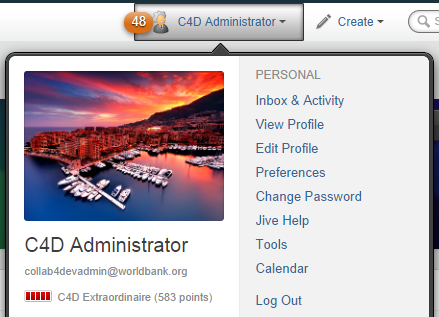 48 C4D Administrator Create S
PERSONAL
Inbox & Activity
View Profile
Edit Profile
Preferences
Change Password
Jive Help
Tools
Calendar
Log Out
C4D Administrator
collab4devadmin@worldbank.org
C4D Extraordinaire (583 points)